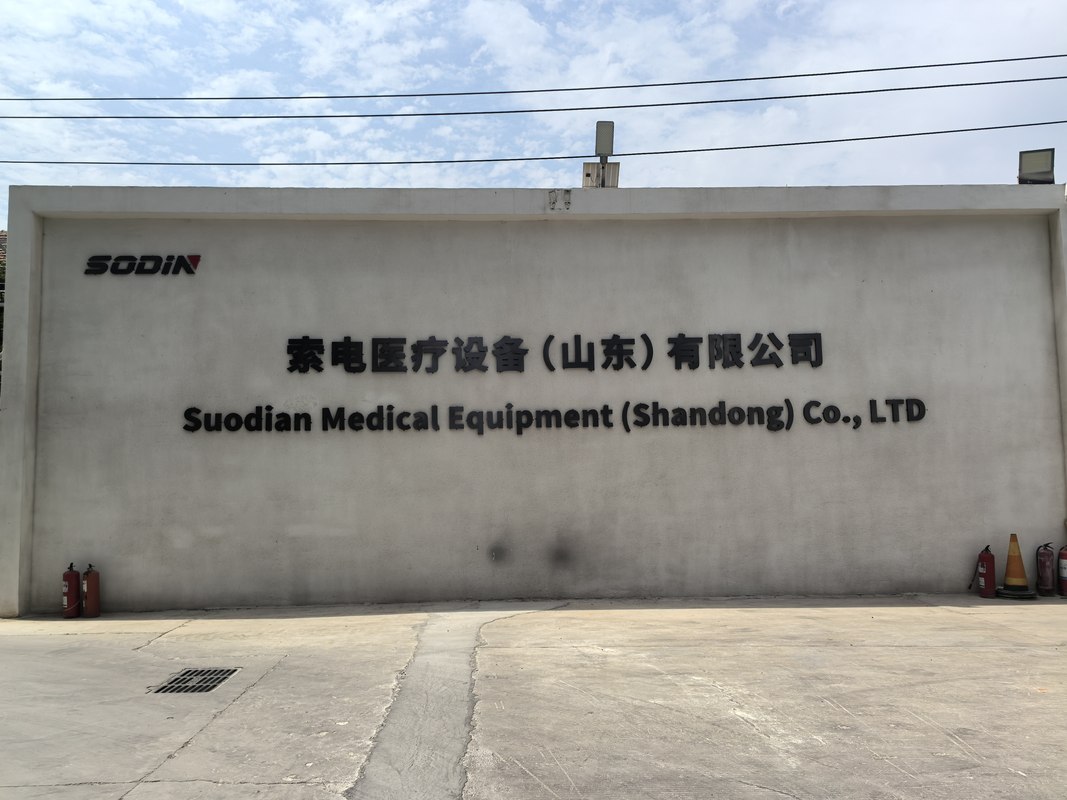 SODIN
索电医疗设备（山东）有限公司
Suodian Medical Equipment (Shandong) Co., LTD